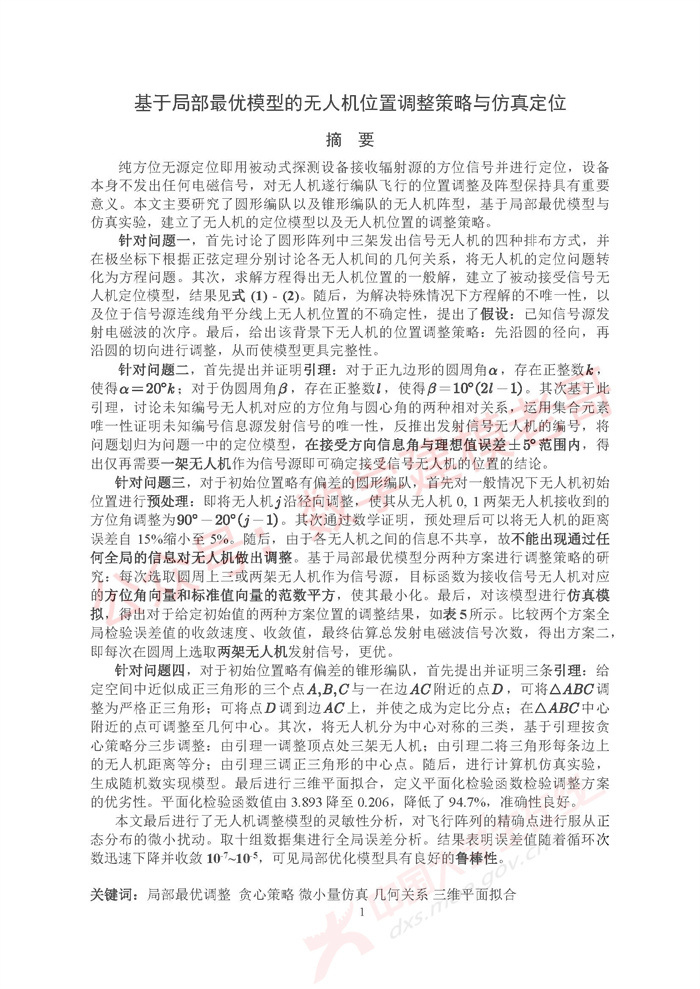 基于局部最优模型的无人机位置调整策略与仿真定位
摘 要
纯方位无源定位即用被动式探测设备接收辐射源的方位信号并进行定位，设备
本身不发出任何电磁信号，对无人机遂行编队飞行的位置调整及阵型保持具有重要
意义。本文主要研究了圆形编队以及锥形编队的无人机阵型，基于局部最优模型与
仿真实验，建立了无人机的定位模型以及无人机位置的调整策略。
针对问题一，首先讨论了圆形阵列中三架发出信号无人机的四种排布方式，并
在极坐标下根据正弦定理分别讨论各无人机间的几何关系，将无人机的定位问题转
化为方程问题。其次，求解方程得出无人机位置的一般解，建立了被动接受信号无
人机定位模型，结果见式 (1) - (2)。随后，为解决特殊情况下方程解的不唯一性，以
及位于信号源连线角平分线上无人机位置的不确定性，提出了假设：已知信号源发
射电磁波的次序。最后，给出该背景下无人机的位置调整策略：先沿圆的径向，再
沿圆的切向进行调整，从而使模型更具完整性。
针对问题二，首先提出并证明引理：对于正九边形的圆周角α，存在正整数k，
使得α＝20°k；对于伪圆周角β，存在正整数l，使得β＝10°(2l－1)。其次基于此
引理，讨论未知编号无人机对应的方位角与圆心角的两种相对关系，运用集合元素
唯一性证明未知编号信息源发射信号的唯一性，反推出发射信号无人机的编号，将
问题划归为问题一中的定位模型，在接受方向信息角与理想值误差±5°范围内，得
出仅再需要一架无人机作为信号源即可确定接受信号无人机的位置的结论。
针对问题三，对于初始位置略有偏差的圆形编队，首先对一般情况下无人机初始
位置进行预处理：即将无人机j沿径向调整，使其从无人机 0, 1 两架无人机接收到的
方位角调整为90°－20°(j－1)。其次通过数学证明，预处理后可以将无人机的距离
误差自 15%缩小至 5%。随后，由于各无人机之间的信息不共享，故不能出现通过任
何全局的信息对无人机做出调整。基于局部最优模型分两种方案进行调整策略的研
究：每次选取圆周上三或两架无人机作为信号源，目标函数为接收信号无人机对应
的方位角向量和标准值向量的范数平方，使其最小化。最后，对该模型进行仿真模
拟，得出对于给定初始值的两种方案位置的调整结果，如表 5 所示。比较两个方案全
局检验误差值的收敛速度、收敛值，最终估算总发射电磁波信号次数，得出方案二，
即每次在圆周上选取两架无人机发射信号，更优。
针对问题四，对于初始位置略有偏差的锥形编队，首先提出并证明三条引理：给
定空间中近似成正三角形的三个点A,B,C与一在边AC附近的点D，可将△ABC调
整为严格正三角形；可将点D调到边AC上，并使之成为定比分点；在△ABC中心
附近的点可调整至几何中心。其次，将无人机分为中心对称的三类，基于引理按贪
心策略分三步调整：由引理一调整顶点处三架无人机；由引理二将三角形每条边上
的无人机距离等分；由引理三调正三角形的中心点。随后，进行计算机仿真实验，
生成随机数实现模型。最后进行三维平面拟合，定义平面化检验函数检验调整方案
的优劣性。平面化检验函数值由 3.893 降至 0.206，降低了 94.7%，准确性良好。
本文最后进行了无人机调整模型的灵敏性分析，对飞行阵列的精确点进行服从正
态分布的微小扰动。取十组数据集进行全局误差分析。结果表明误差值随着循环次
数迅速下降并收敛 10⁻⁷~10⁻⁵，可见局部优化模型具有良好的鲁棒性。
关键词：局部最优调整 贪心策略 微小量仿真 几何关系 三维平面拟合
1